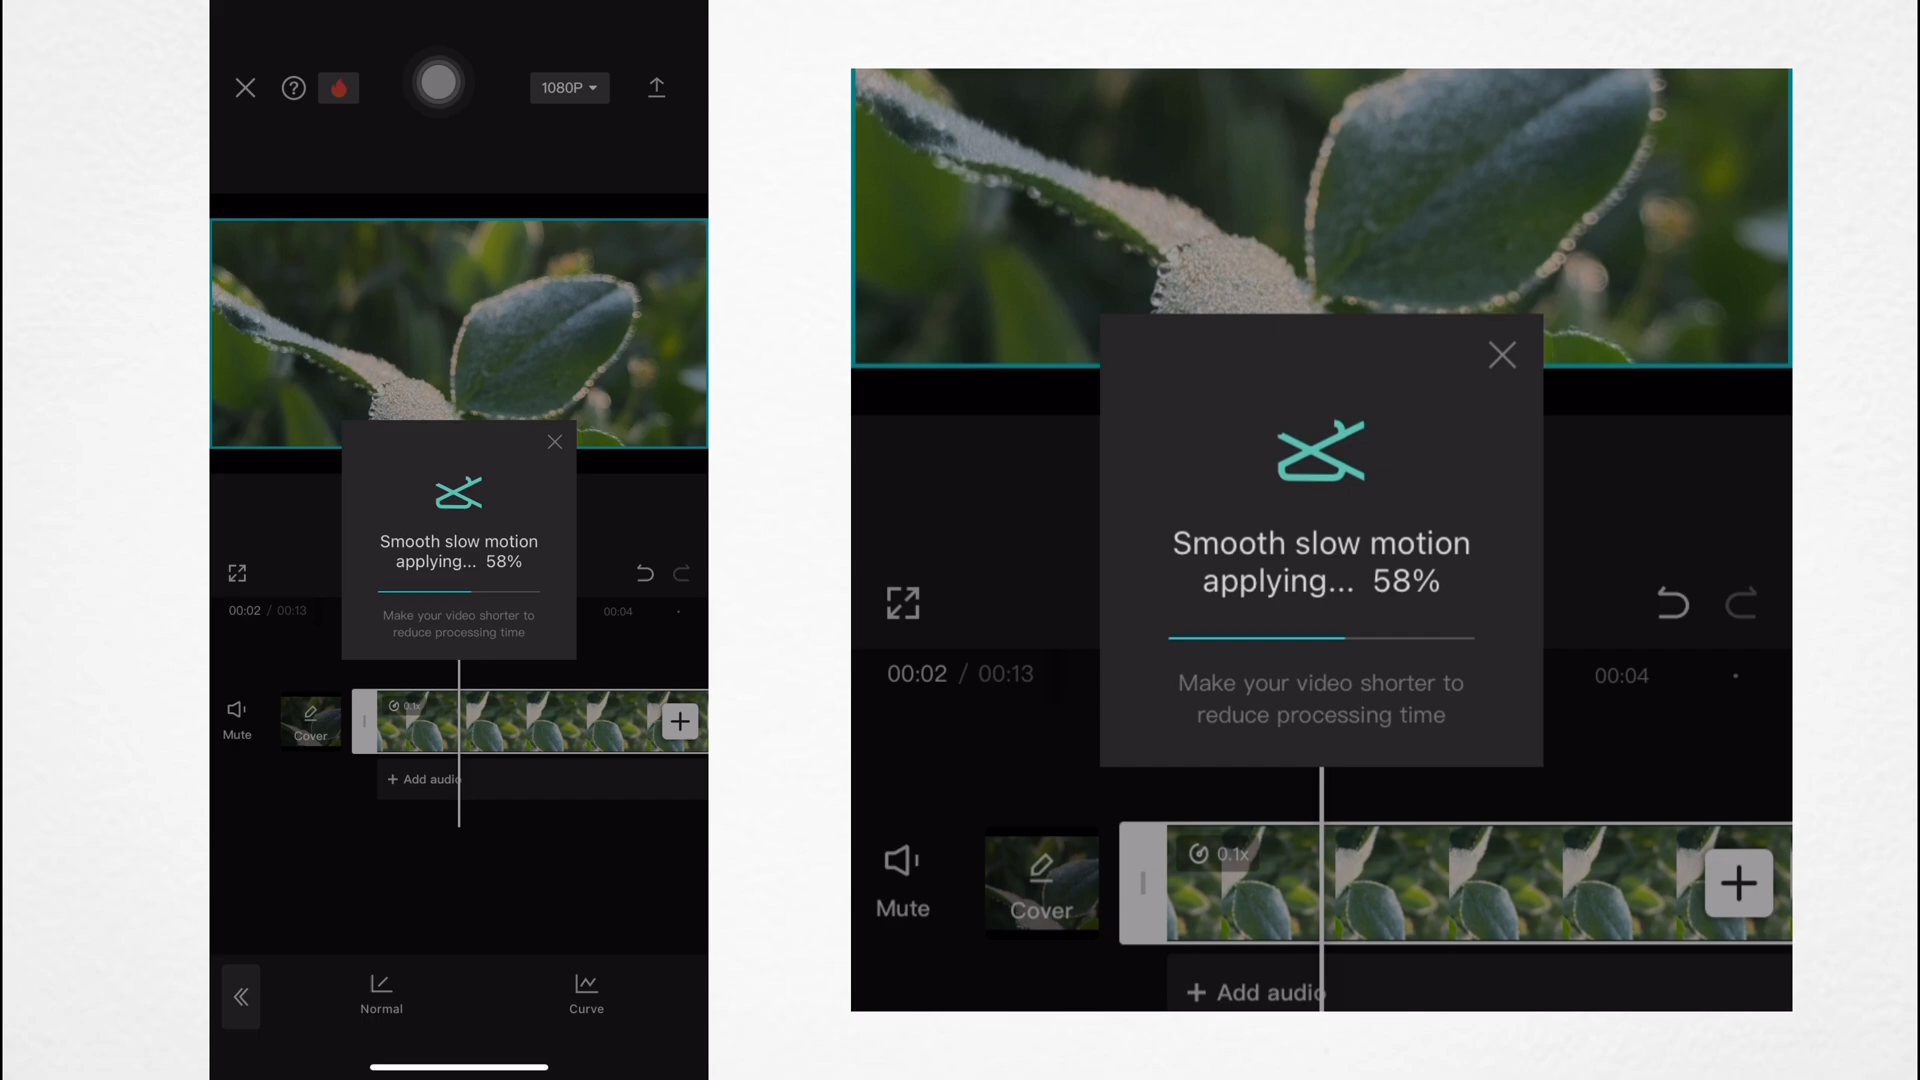 1080P
Smooth slow motion
applying... 58%
Make your video shorter to
reduce processing time
00:02 / 00:13
00:04
Mute
Cover
0.1x
+ Add audio
Normal
Curve
Smooth slow motion
applying... 58%
Make your video shorter to
reduce processing time
00:02 / 00:13
00:04
Mute
Cover
0.1x
+ Add audio